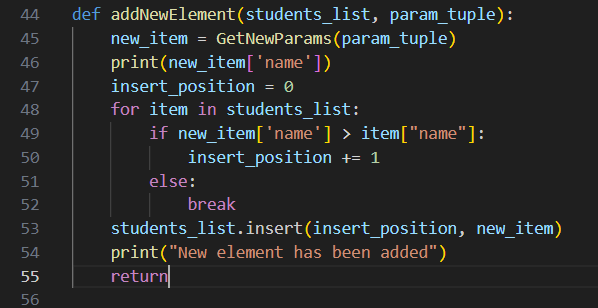 44 def addNewElement(students_list, param_tuple):
45     new_item = GetNewParams(param_tuple)
46     print(new_item['name'])
47     insert_position = 0
48     for item in students_list:
49         if new_item['name'] > item["name"]:
50             insert_position += 1
51         else:
52             break
53     students_list.insert(insert_position, new_item)
54     print("New element has been added")
55     return
56